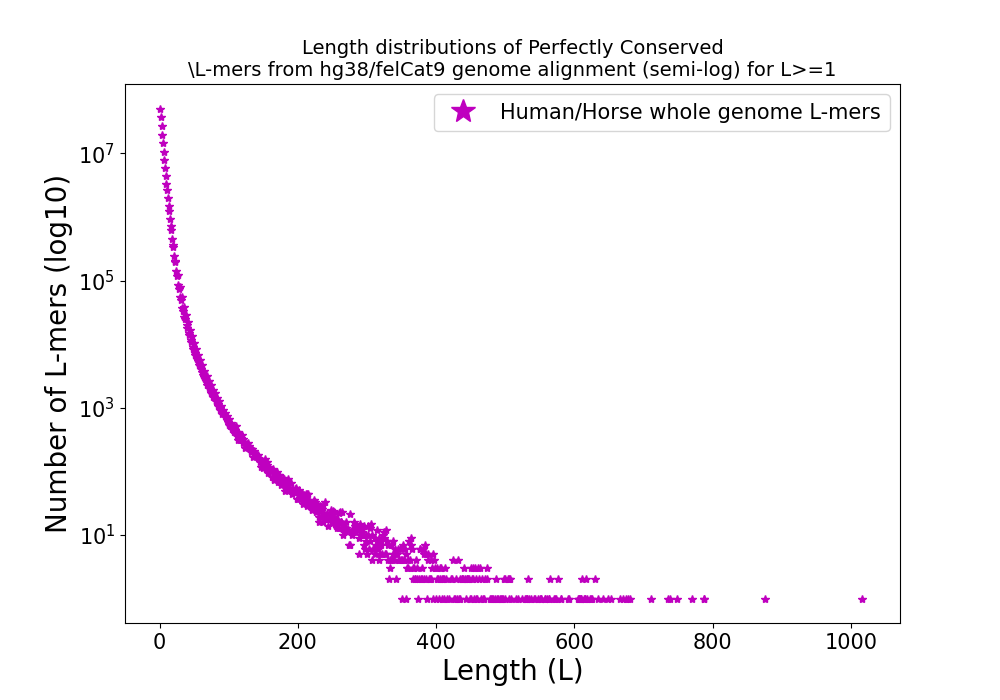 Length distributions of Perfectly Conserved
\L-mers from hg38/felCat9 genome alignment (semi-log) for L>=1
Human/Horse whole genome L-mers
Number of L-mers (log10)
10^7
10^5
10^3
10^1
0 200 400 600 800 1000
Length (L)